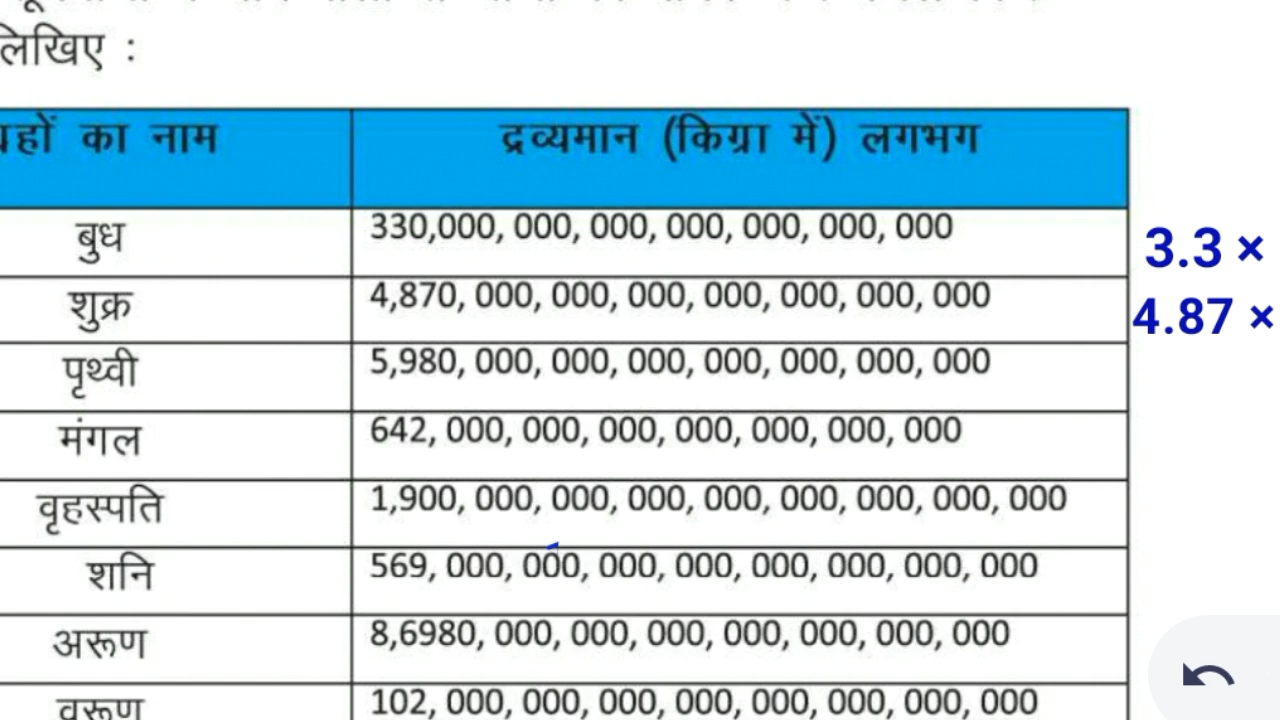 लिखिए :
ग्रहों का नाम द्रव्यमान (किग्रा में) लगभग
बुध 330,000, 000, 000, 000, 000, 000, 000 3.3 ×
शुक्र 4,870, 000, 000, 000, 000, 000, 000, 000 4.87 ×
पृथ्वी 5,980, 000, 000, 000, 000, 000, 000, 000
मंगल 642, 000, 000, 000, 000, 000, 000, 000
वृहस्पति 1,900, 000, 000, 000, 000, 000, 000, 000, 000
शनि 569, 000, 000, 000, 000, 000, 000, 000, 000
अरूण 8,6980, 000, 000, 000, 000, 000, 000, 000
वरूण 102, 000, 000, 000, 000, 000, 000, 000, 000